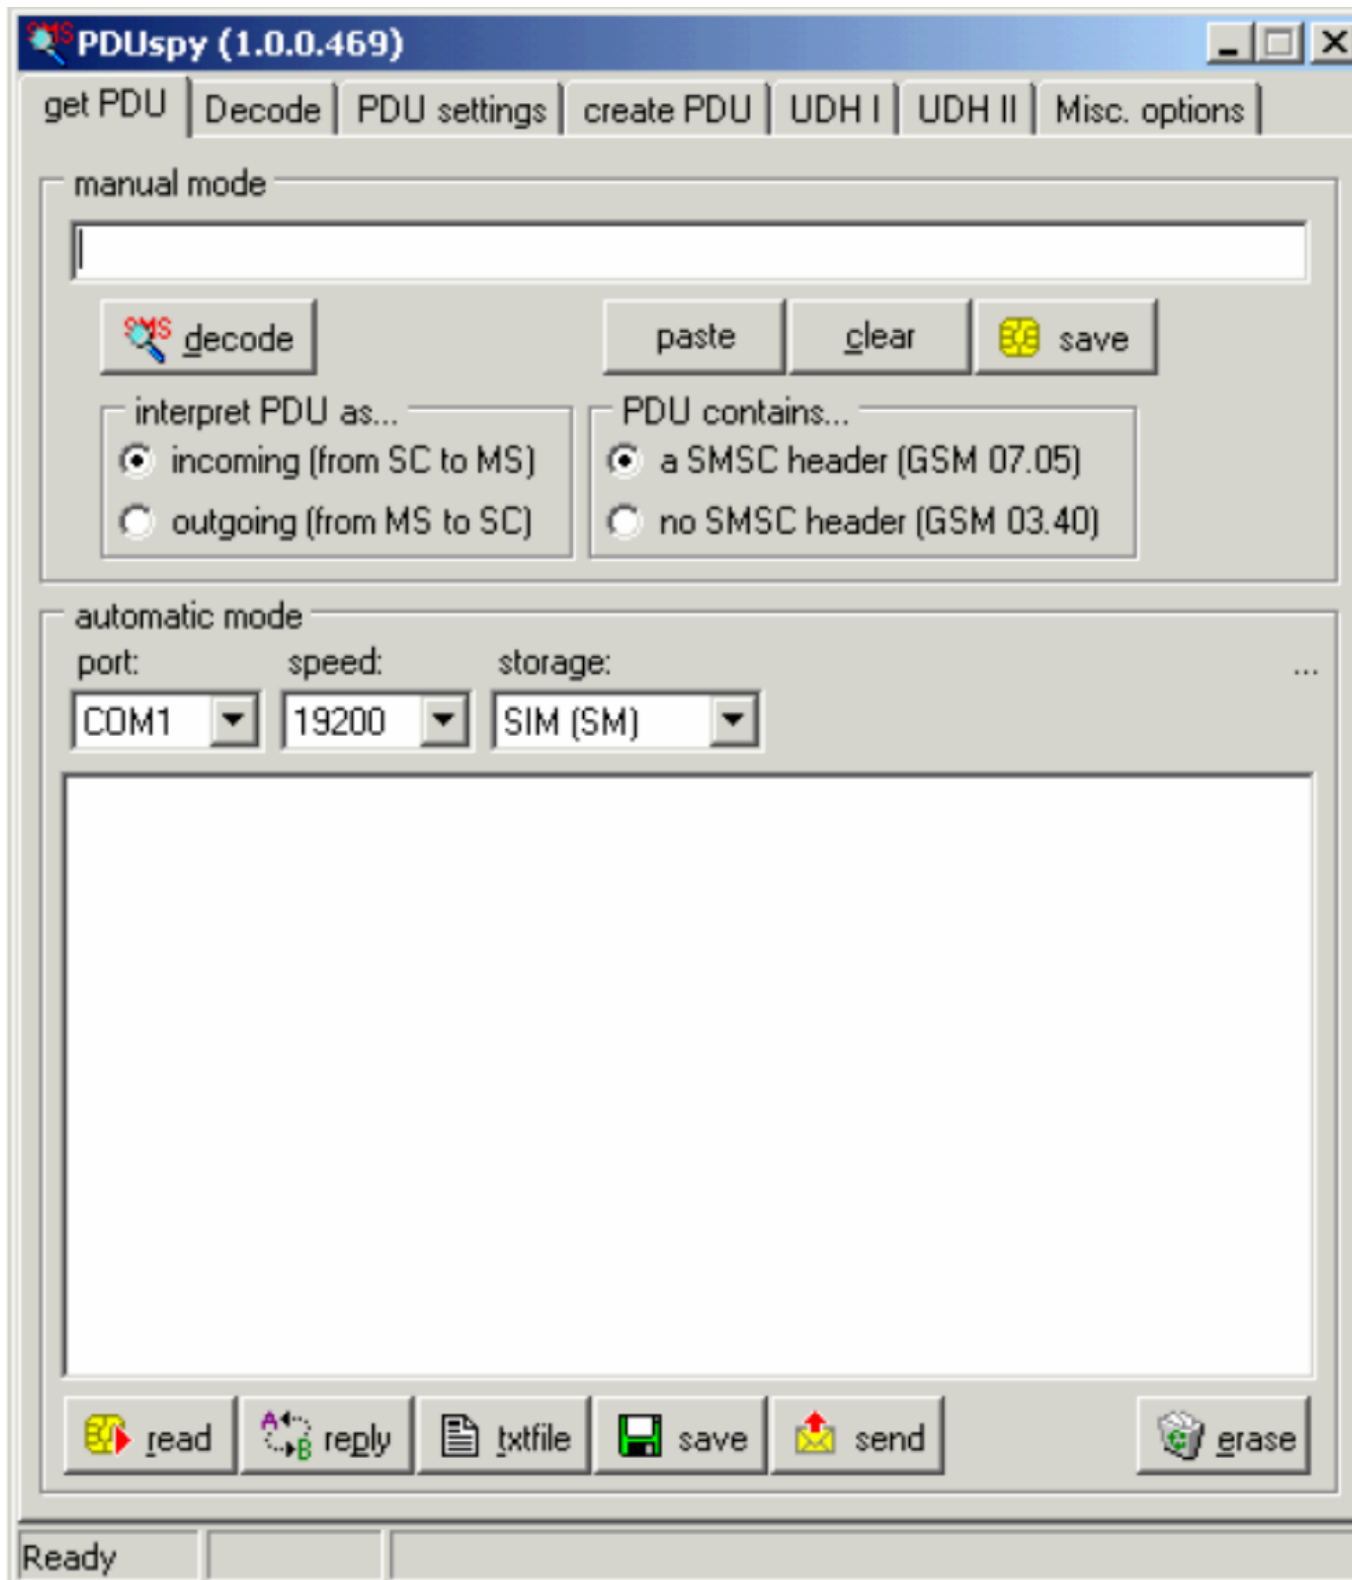 PDUspy (1.0.0.469)
get PDU Decode PDU settings create PDU UDH I UDH II Misc. options
manual mode
SMS decode paste clear save
interpret PDU as... PDU contains...
incoming (from SC to MS) a SMSC header (GSM 07.05)
outgoing (from MS to SC) no SMSC header (GSM 03.40)
automatic mode
port: speed: storage: ...
COM1 19200 SIM (SM)
read A B reply txtfile save send erase
Ready